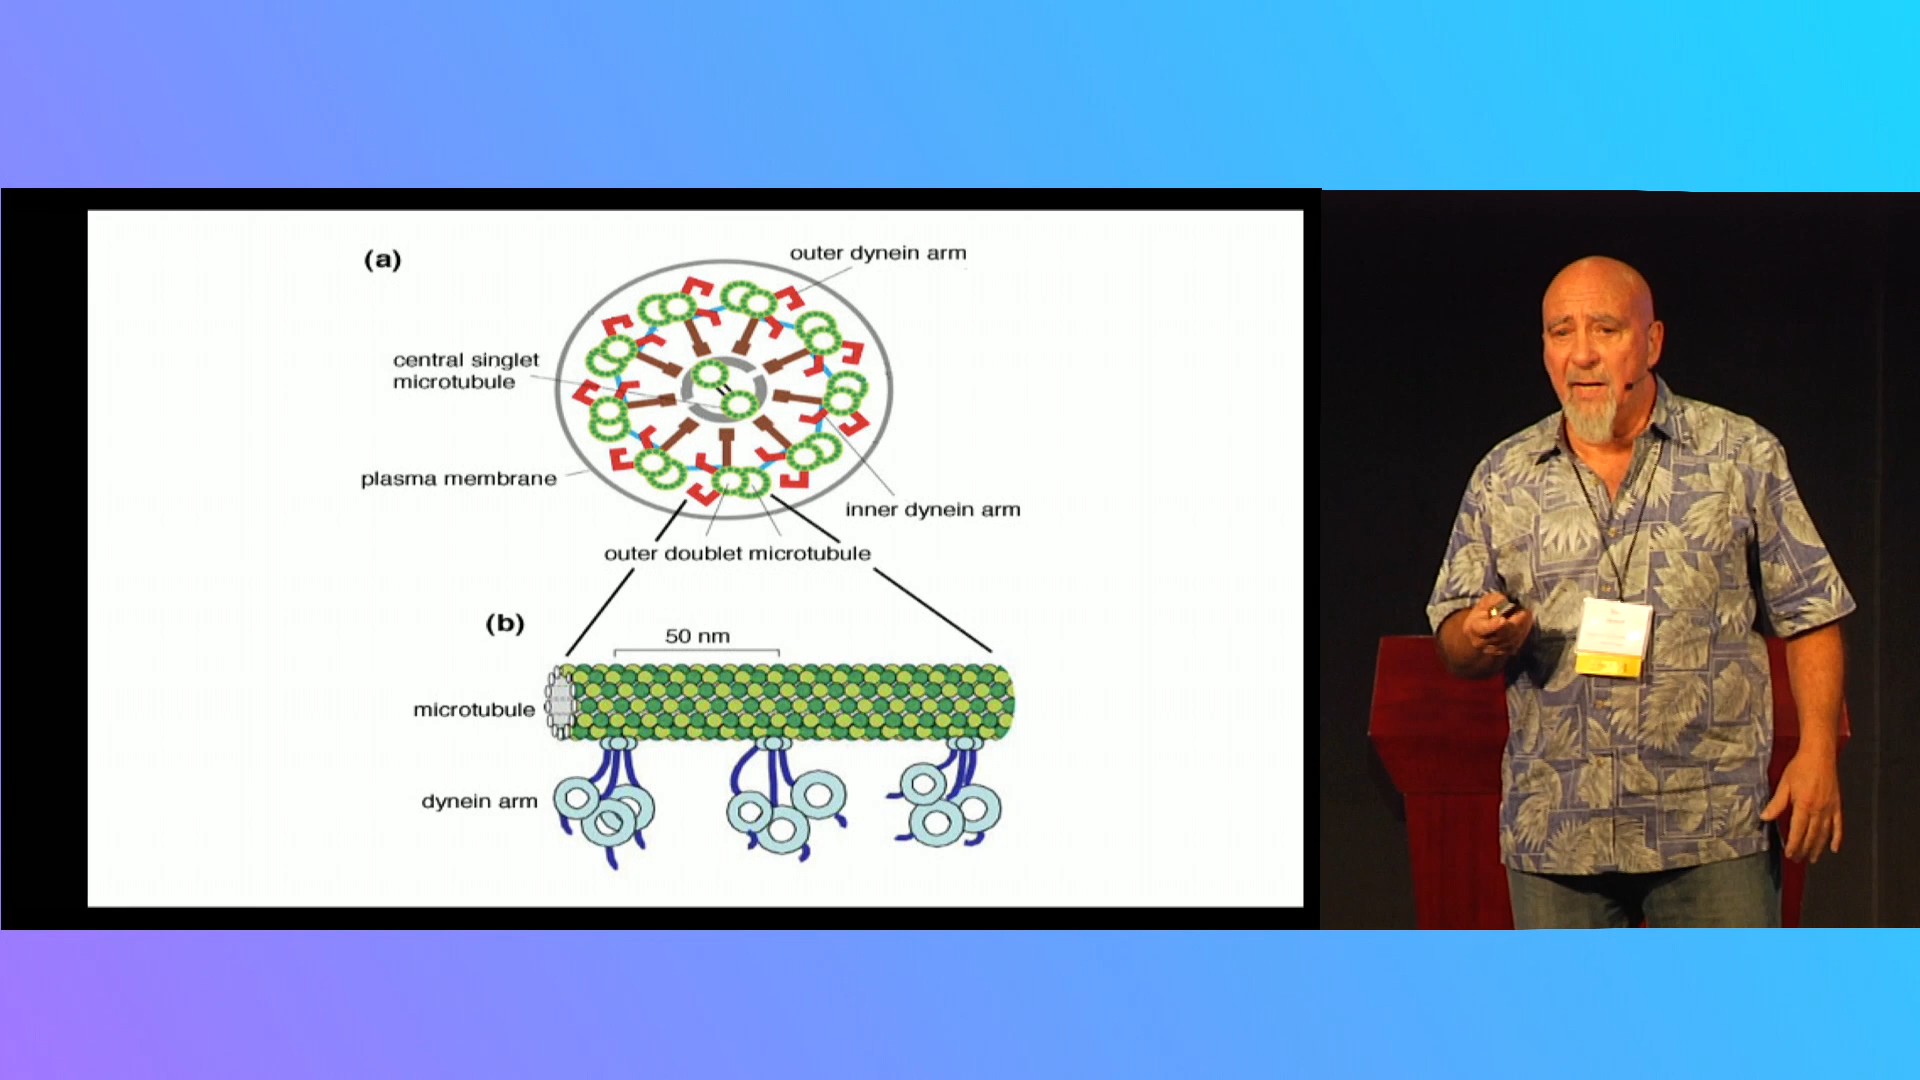 (a)
outer dynein arm
central singlet
microtubule
plasma membrane
inner dynein arm
outer doublet microtubule
(b)
50 nm
microtubule
dynein arm